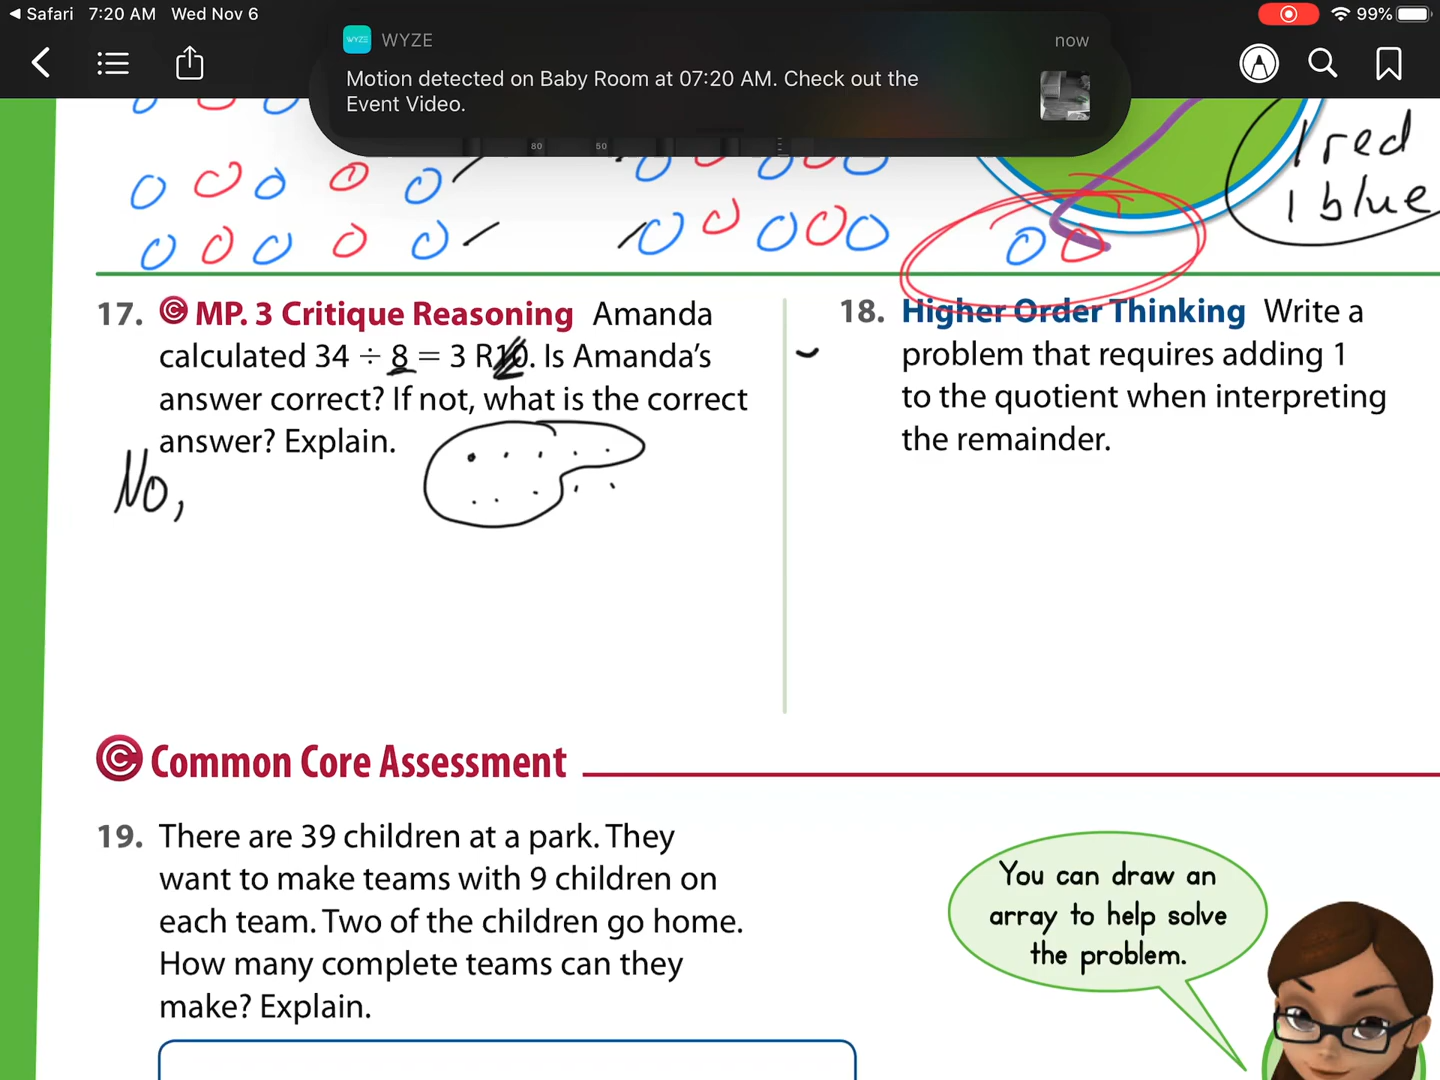 Safari 7:20 AM Wed Nov 6
99%
WYZE
WYZE
now
Motion detected on Baby Room at 07:20 AM. Check out the
Event Video.
80 50
1 red
1 blue
17. © MP. 3 Critique Reasoning Amanda
calculated 34 ÷ 8 = 3 R10. Is Amanda's
answer correct? If not, what is the correct
answer? Explain.
No,
18. Higher Order Thinking Write a
problem that requires adding 1
to the quotient when interpreting
the remainder.
© Common Core Assessment
19. There are 39 children at a park. They
want to make teams with 9 children on
each team. Two of the children go home.
How many complete teams can they
make? Explain.
You can draw an
array to help solve
the problem.